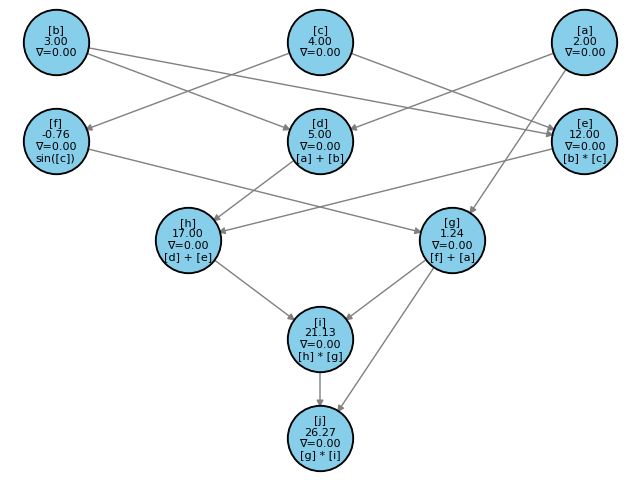 [b]
3.00
∇=0.00
[c]
4.00
∇=0.00
[a]
2.00
∇=0.00
[f]
-0.76
∇=0.00
sin([c])
[d]
5.00
∇=0.00
[a] + [b]
[e]
12.00
∇=0.00
[b] * [c]
[h]
17.00
∇=0.00
[d] + [e]
[g]
1.24
∇=0.00
[f] + [a]
[i]
21.13
∇=0.00
[h] * [g]
[j]
26.27
∇=0.00
[g] * [i]